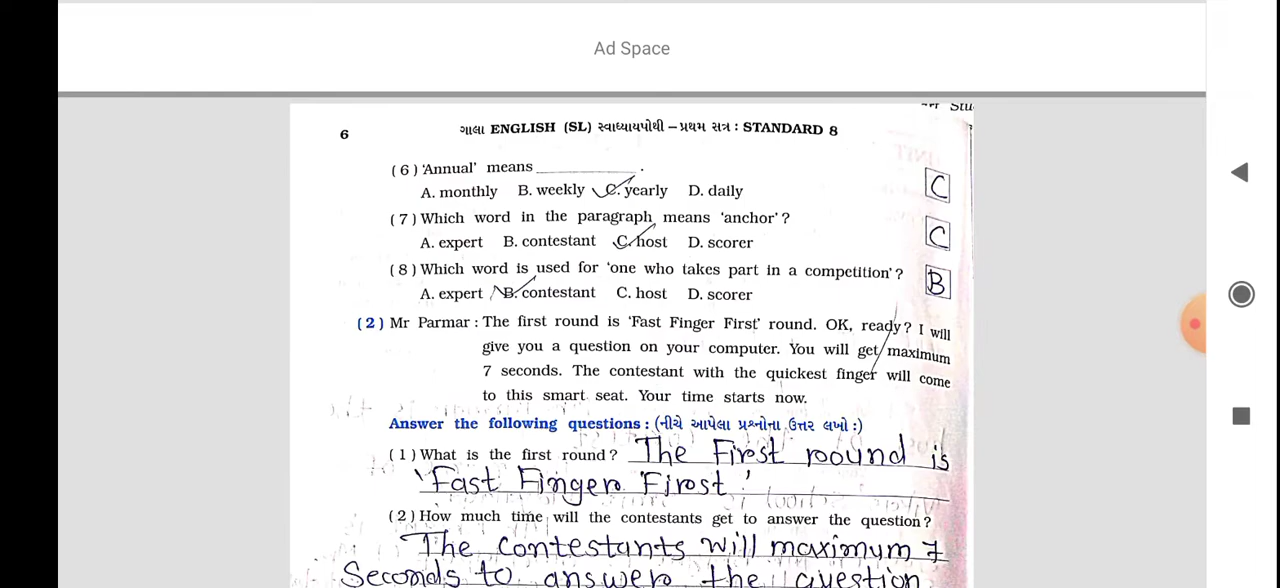 Ad Space
6 ગાલા ENGLISH (SL) સ્વાધ્યાયપોથી – પ્રથમ સત્ર : STANDARD 8
(6) 'Annual' means ________ .
A. monthly B. weekly C. yearly D. daily C
(7) Which word in the paragraph means 'anchor'?
A. expert B. contestant C. host D. scorer C
(8) Which word is used for 'one who takes part in a competition'?
A. expert B. contestant C. host D. scorer B
(2) Mr Parmar : The first round is 'Fast Finger First' round. OK, ready? I will
give you a question on your computer. You will get maximum
7 seconds. The contestant with the quickest finger will come
to this smart seat. Your time starts now.
Answer the following questions : (નીચે આપેલા પ્રશ્નોના ઉત્તર લખો :)
(1) What is the first round? The First round is
'Fast Finger First'
(2) How much time will the contestants get to answer the question?
The contestants will maximum 7
Seconds to answer the question